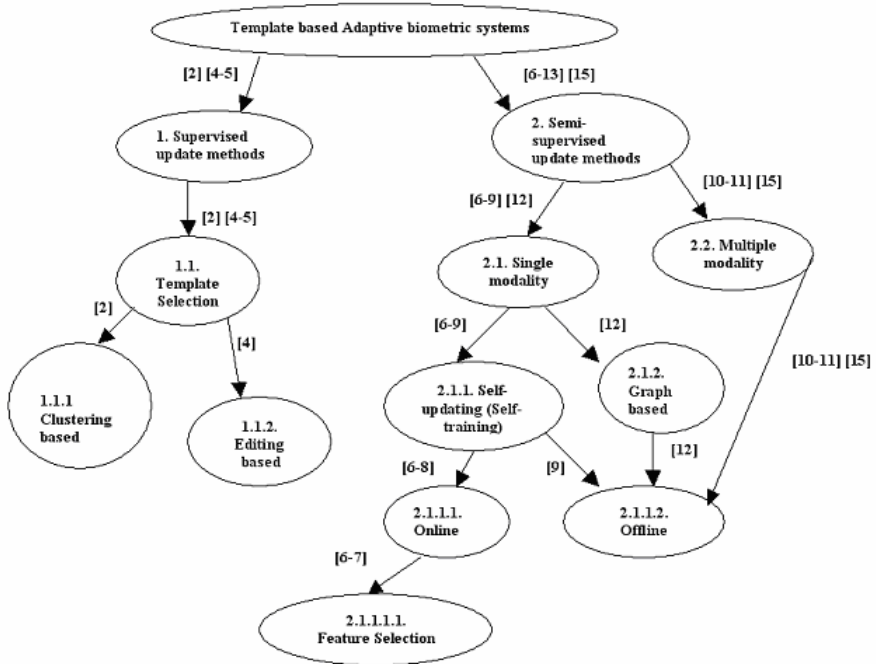 Template based Adaptive biometric systems
[2] [4-5]
[6-13] [15]
1. Supervised
update methods
2. Semi-
supervised
update methods
[6-9] [12]
[10-11] [15]
[2] [4-5]
1.1.
Template
Selection
2.1. Single
modality
2.2. Multiple
modality
[2]
[4]
[6-9]
[12]
[10-11] [15]
1.1.1
Clustering
based
1.1.2.
Editing
based
2.1.1. Self-
updating (Self-
training)
2.1.2.
Graph
based
[6-8]
[9]
[12]
2.1.1.1.
Online
2.1.1.2.
Offline
[6-7]
2.1.1.1.1.
Feature Selection